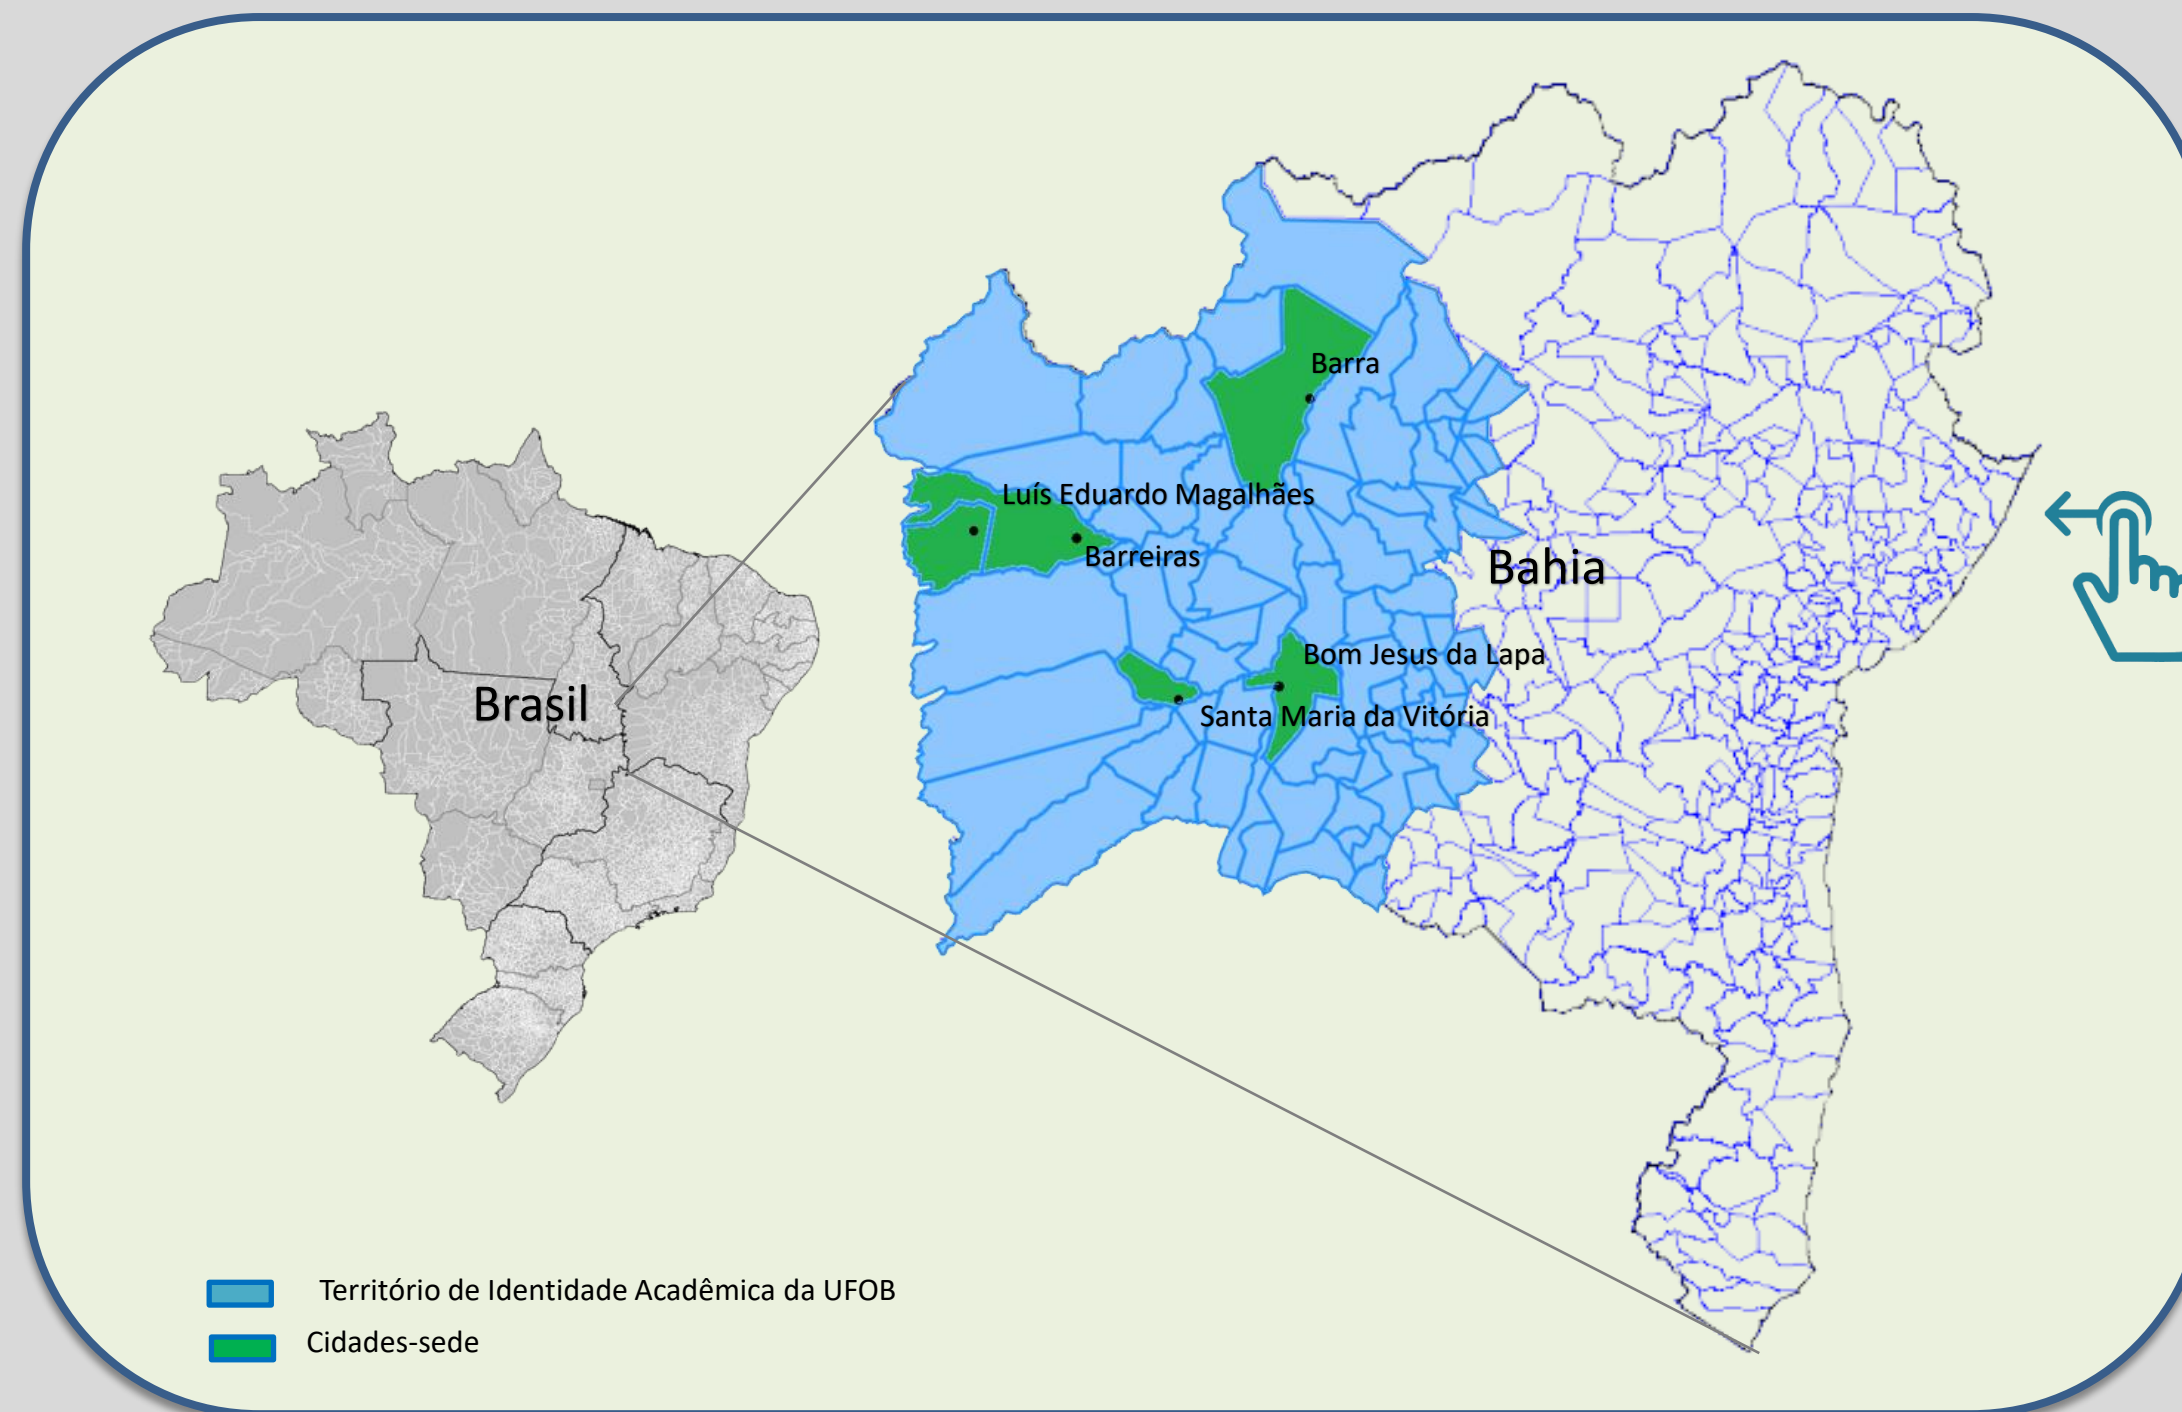 Barra
Luís Eduardo Magalhães
Barreiras
Bahia
Bom Jesus da Lapa
Brasil
Santa Maria da Vitória
Território de Identidade Acadêmica da UFOB
Cidades-sede